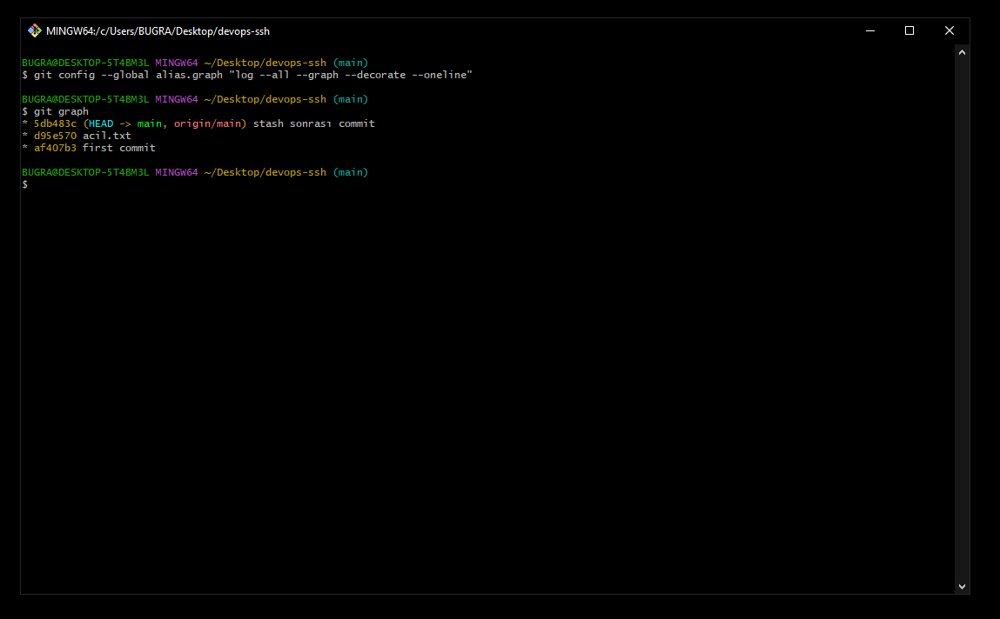 MINGW64:/c/Users/BUGRA/Desktop/devops-ssh
BUGRA@DESKTOP-5T4BM3L MINGW64 ~/Desktop/devops-ssh (main)
$ git config --global alias.graph "log --all --graph --decorate --oneline"
BUGRA@DESKTOP-5T4BM3L MINGW64 ~/Desktop/devops-ssh (main)
$ git graph
* 5db483c (HEAD -> main, origin/main) stash sonrası commit
* d95e570 acil.txt
* af407b3 first commit
BUGRA@DESKTOP-5T4BM3L MINGW64 ~/Desktop/devops-ssh (main)
$